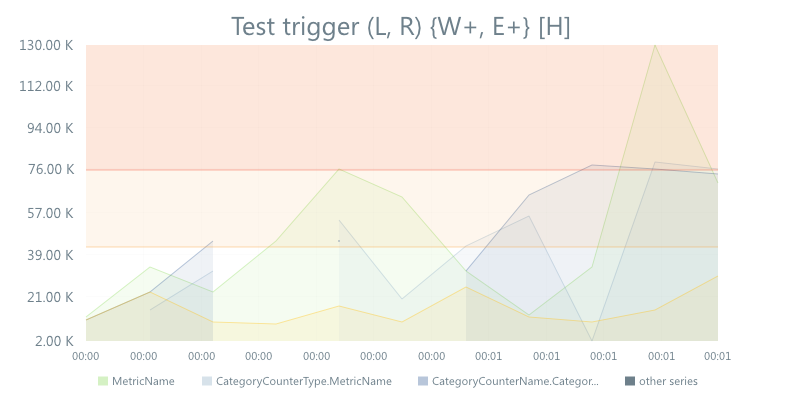 Test trigger (L, R) {W+, E+} [H]
130.00 K
112.00 K
94.00 K
76.00 K
57.00 K
39.00 K
21.00 K
2.00 K
00:00 00:00 00:00 00:00 00:00 00:00 00:00 00:01 00:01 00:01 00:01 00:01
MetricName CategoryCounterType.MetricName CategoryCounterName.Categor... other series